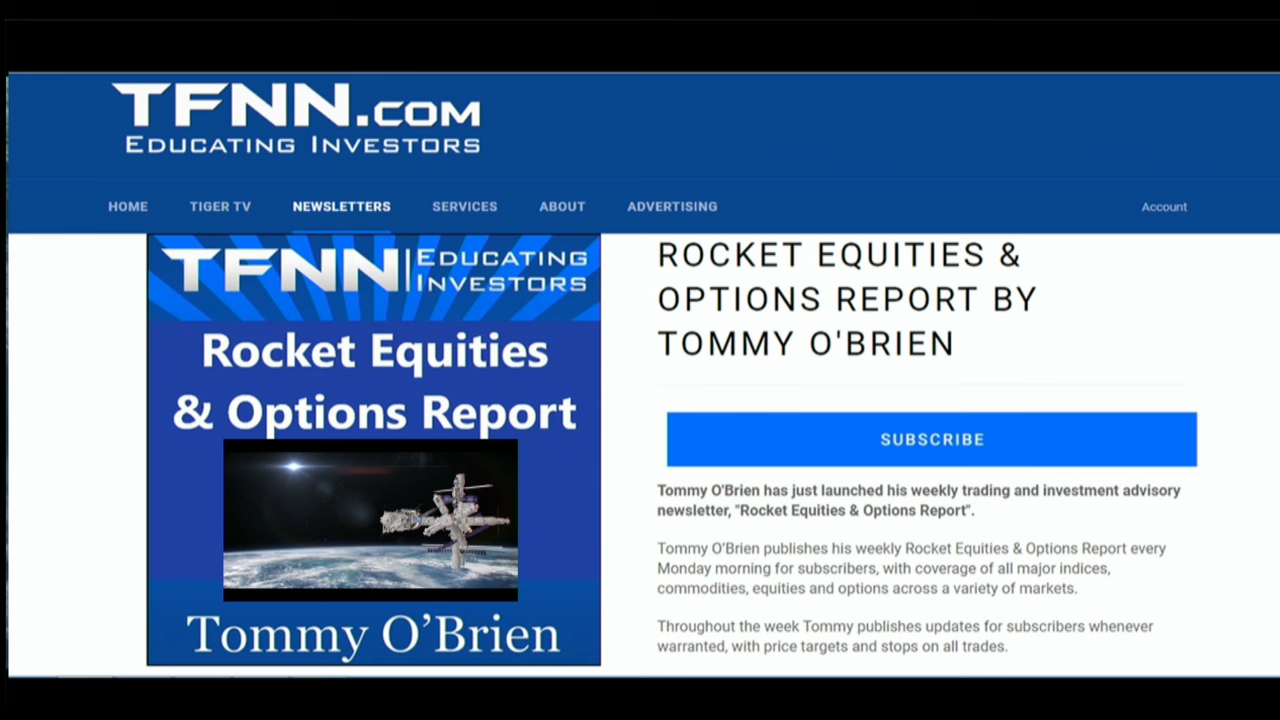 TFNN.COM
EDUCATING INVESTORS
HOME TIGER TV NEWSLETTERS SERVICES ABOUT ADVERTISING Account
TFNN EDUCATING
INVESTORS
Rocket Equities
& Options Report
Tommy O’Brien
ROCKET EQUITIES &
OPTIONS REPORT BY
TOMMY O'BRIEN
SUBSCRIBE
Tommy O'Brien has just launched his weekly trading and investment advisory
newsletter, "Rocket Equities & Options Report".
Tommy O’Brien publishes his weekly Rocket Equities & Options Report every
Monday morning for subscribers, with coverage of all major indices,
commodities, equities and options across a variety of markets.
Throughout the week Tommy publishes updates for subscribers whenever
warranted, with price targets and stops on all trades.